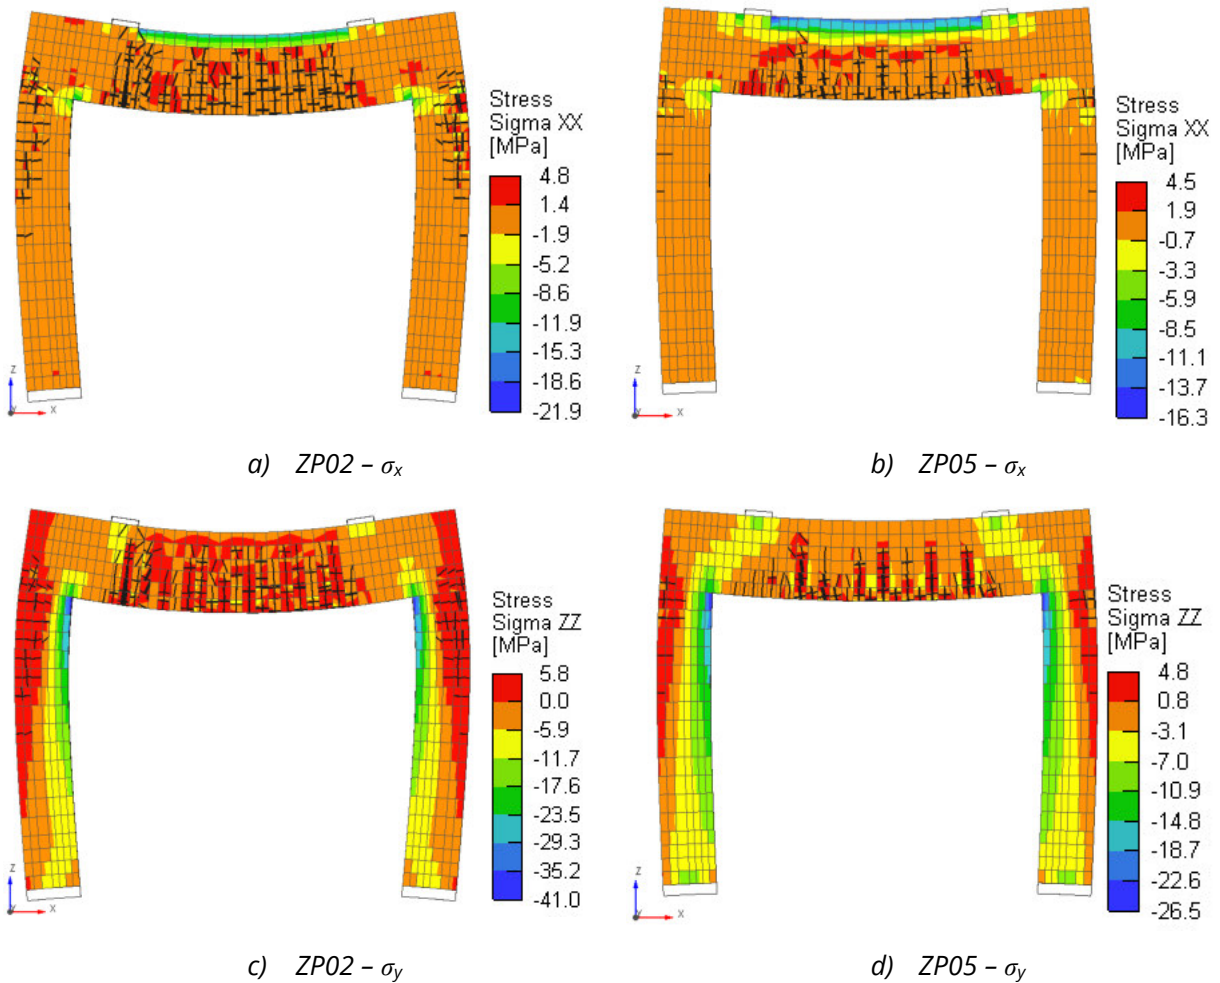 Stress
Sigma XX
[MPa]
4.8
1.4
-1.9
-5.2
-8.6
-11.9
-15.3
-18.6
-21.9
z
y
x
a) ZP02 – σx
Stress
Sigma XX
[MPa]
4.5
1.9
-0.7
-3.3
-5.9
-8.5
-11.1
-13.7
-16.3
z
x
b) ZP05 – σx
Stress
Sigma ZZ
[MPa]
5.8
0.0
-5.9
-11.7
-17.6
-23.5
-29.3
-35.2
-41.0
z
y
x
c) ZP02 – σy
Stress
Sigma ZZ
[MPa]
4.8
0.8
-3.1
-7.0
-10.9
-14.8
-18.7
-22.6
-26.5
z
x
d) ZP05 – σy